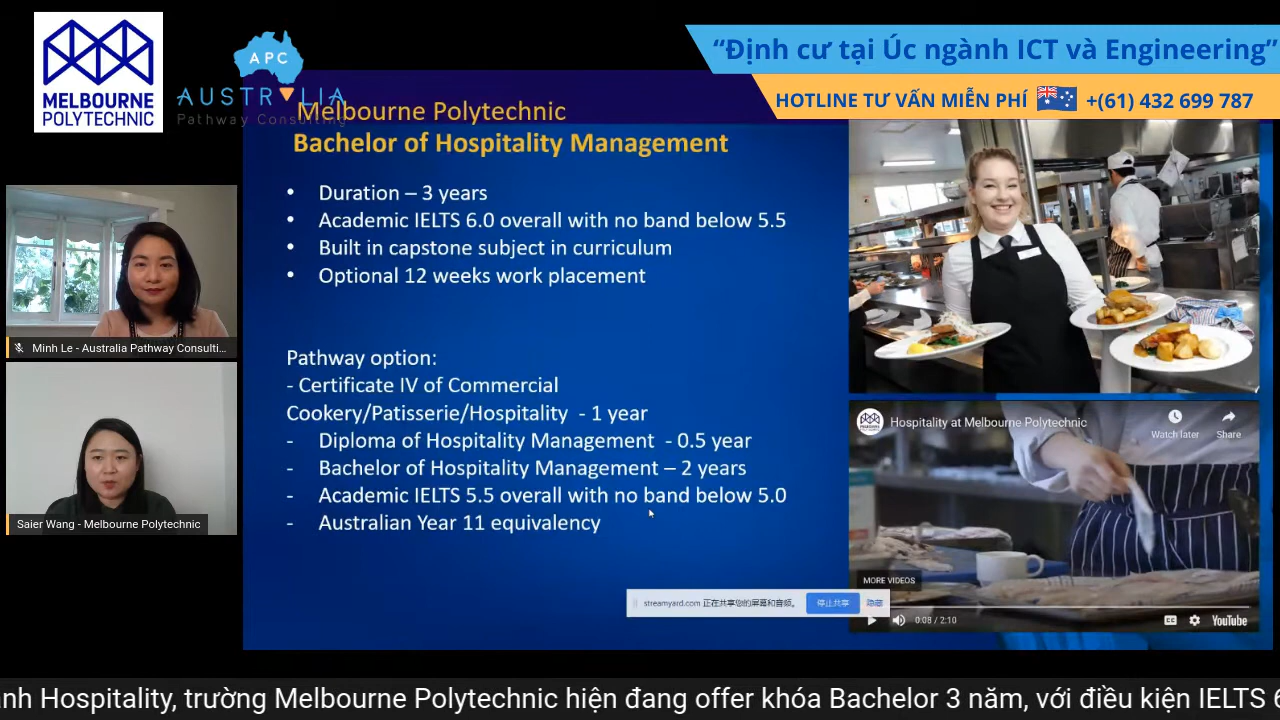 MELBOURNE
POLYTECHNIC
APC
AUSTRALIA
Pathway Consulting
"Định cư tại Úc ngành ICT và Engineering"
HOTLINE TƯ VẤN MIỄN PHÍ +(61) 432 699 787
Melbourne Polytechnic
Bachelor of Hospitality Management
• Duration – 3 years
• Academic IELTS 6.0 overall with no band below 5.5
• Built in capstone subject in curriculum
• Optional 12 weeks work placement
Pathway option:
- Certificate IV of Commercial
Cookery/Patisserie/Hospitality - 1 year
- Diploma of Hospitality Management - 0.5 year
- Bachelor of Hospitality Management – 2 years
- Academic IELTS 5.5 overall with no band below 5.0
- Australian Year 11 equivalency
Minh Le - Australia Pathway Consulti...
Saier Wang - Melbourne Polytechnic
Hospitality at Melbourne Polytechnic
Watch later
Share
MORE VIDEOS
0:08 / 2:10
YouTube
streamyard.com 正在共享您的屏幕和音频。 停止共享 隐藏
ành Hospitality, trường Melbourne Polytechnic hiện đang offer khóa Bachelor 3 năm, với điều kiện IELTS 6